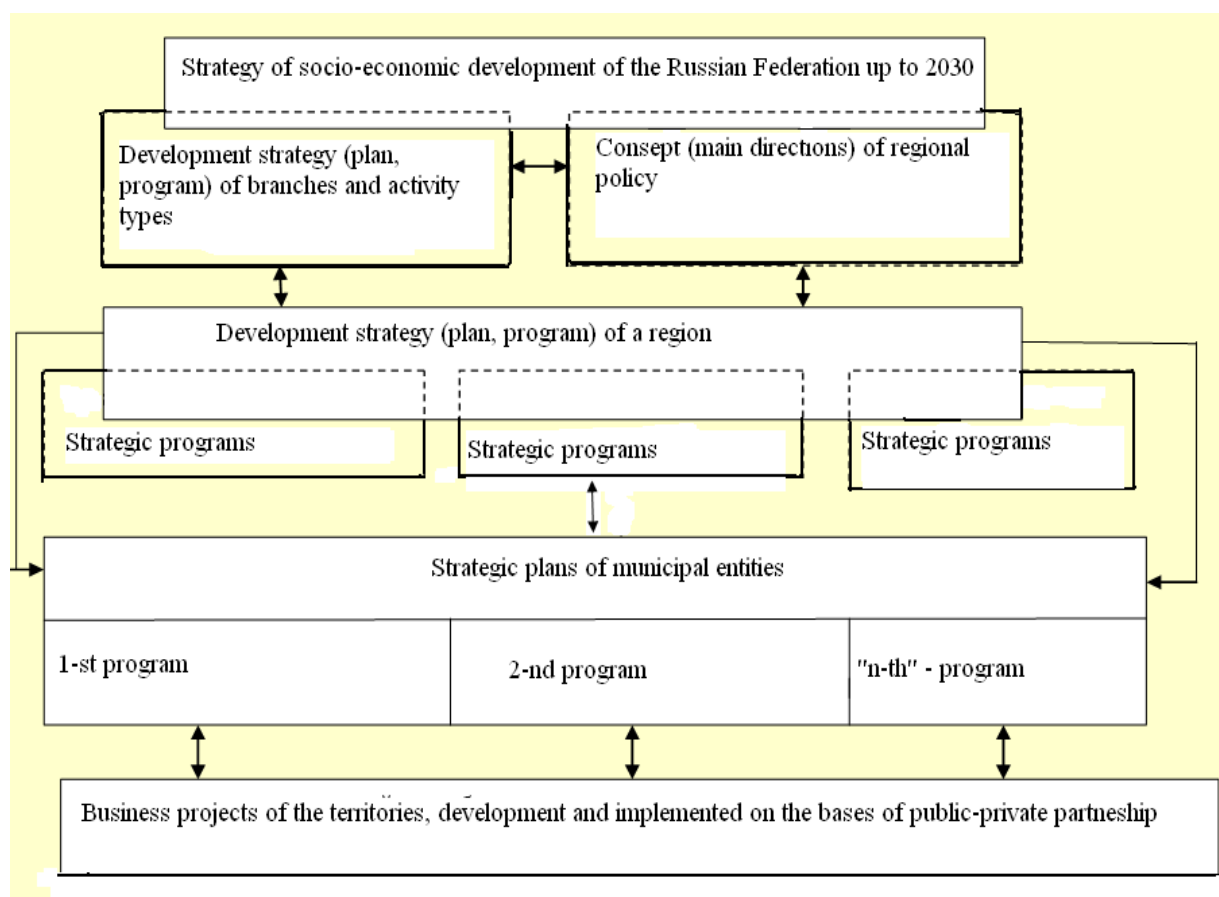 Strategy of socio-economic development of the Russian Federation up to 2030
Development strategy (plan,
program) of branches and activity
types
Consept (main directions) of regional
policy
Development strategy (plan, program) of a region
Strategic programs
Strategic programs
Strategic programs
Strategic plans of municipal entities
1-st program
2-nd program
"n-th" - program
Business projects of the territories, development and implemented on the bases of public-private partneship